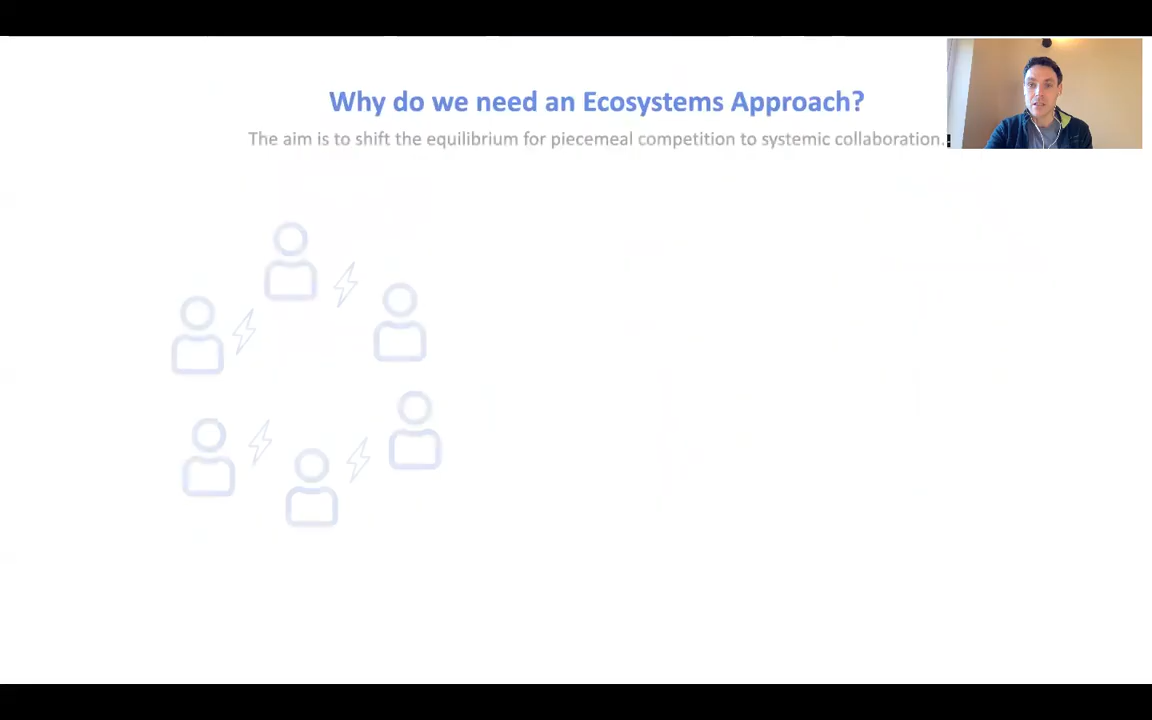 Why do we need an Ecosystems Approach?
The aim is to shift the equilibrium for piecemeal competition to systemic collaboration.